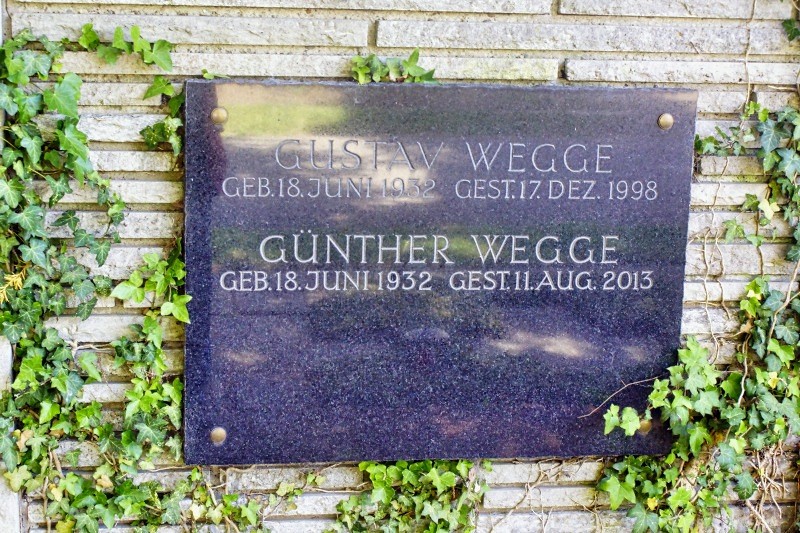 GUSTAV WEGGE
GEB. 18. JUNI 1932 GEST. 17. DEZ. 1998
GÜNTHER WEGGE
GEB. 18. JUNI 1932 GEST. 11. AUG. 2013